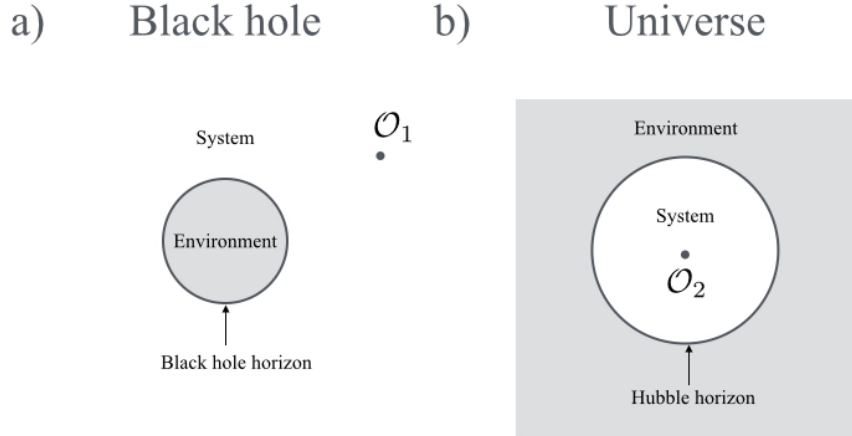 a) Black hole
b) Universe
System
𝒪₁
Environment
Black hole horizon
Environment
System
𝒪₂
Hubble horizon